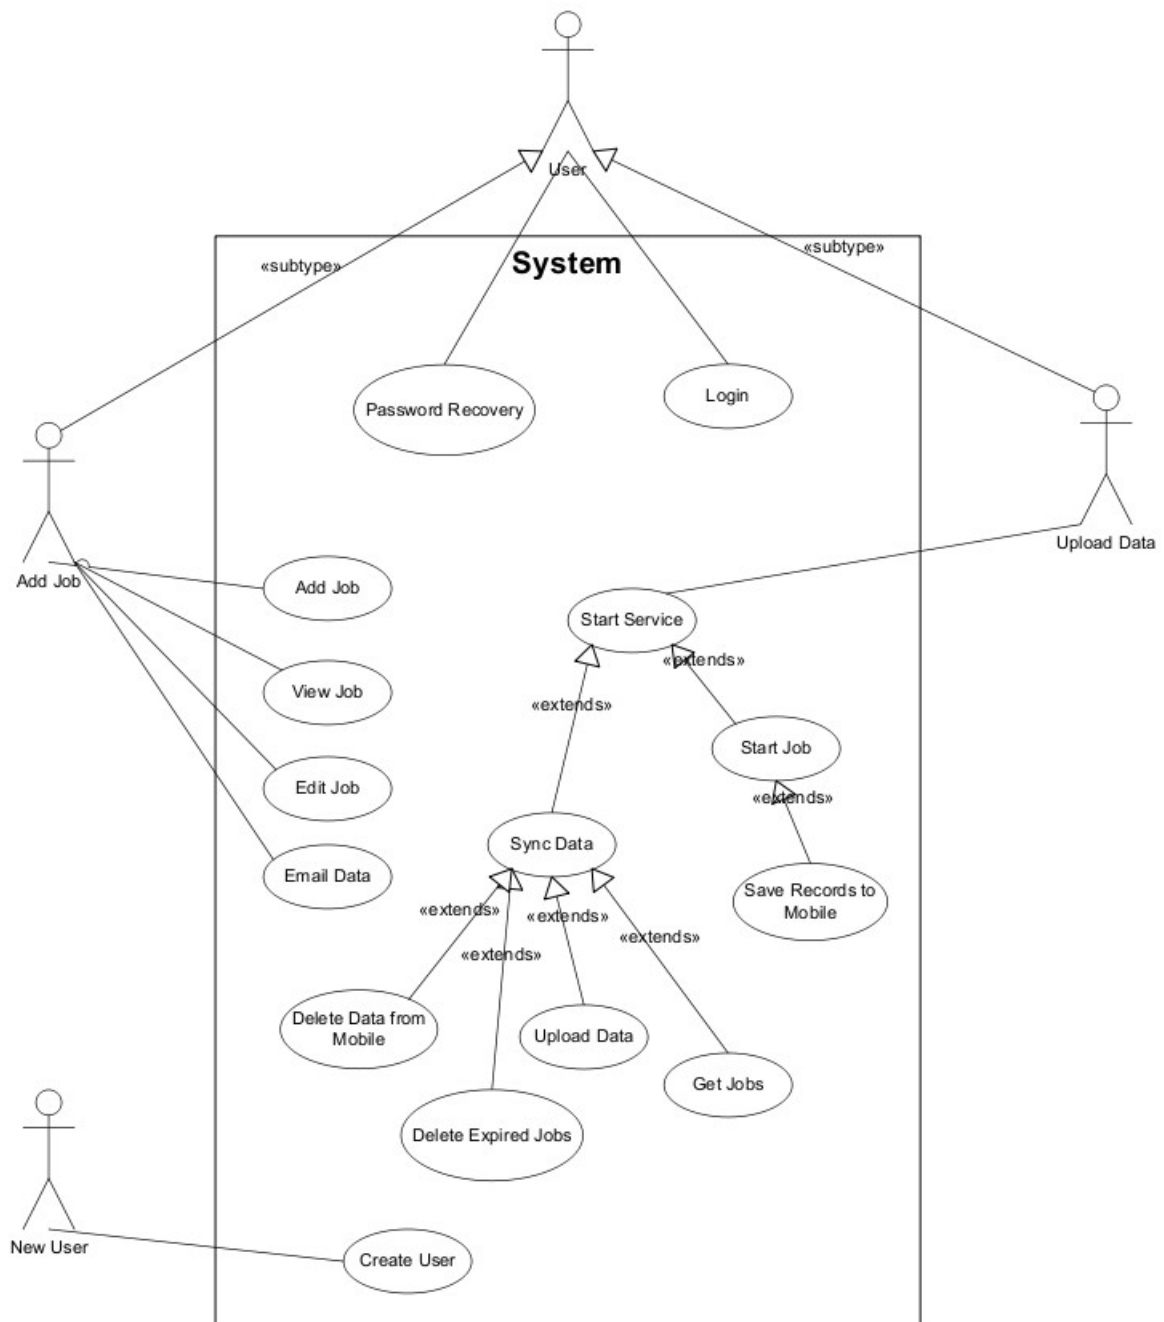 User
«subtype»
System
«subtype»
Password Recovery
Login
Add Job
Upload Data
Add Job
Start Service
«extends»
View Job
«extends»
Start Job
Edit Job
«extends»
Sync Data
Email Data
Save Records to
Mobile
«extends»
«extends»
«extends»
«extends»
Delete Data from
Mobile
Upload Data
Get Jobs
Delete Expired Jobs
New User
Create User